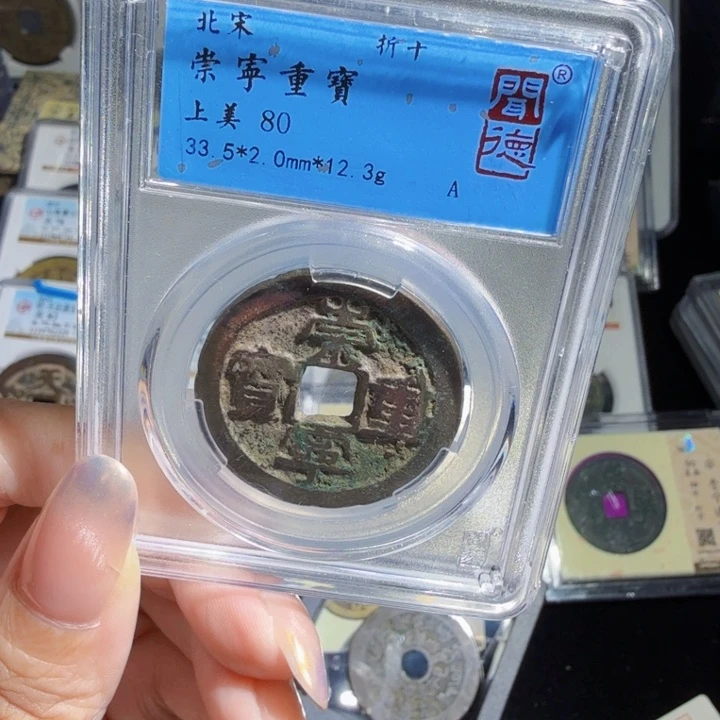 北宋 折十
崇寧重寶
上美 80
33.5*2.0mm*12.3g A
聞德®
崇
寶 重
寧